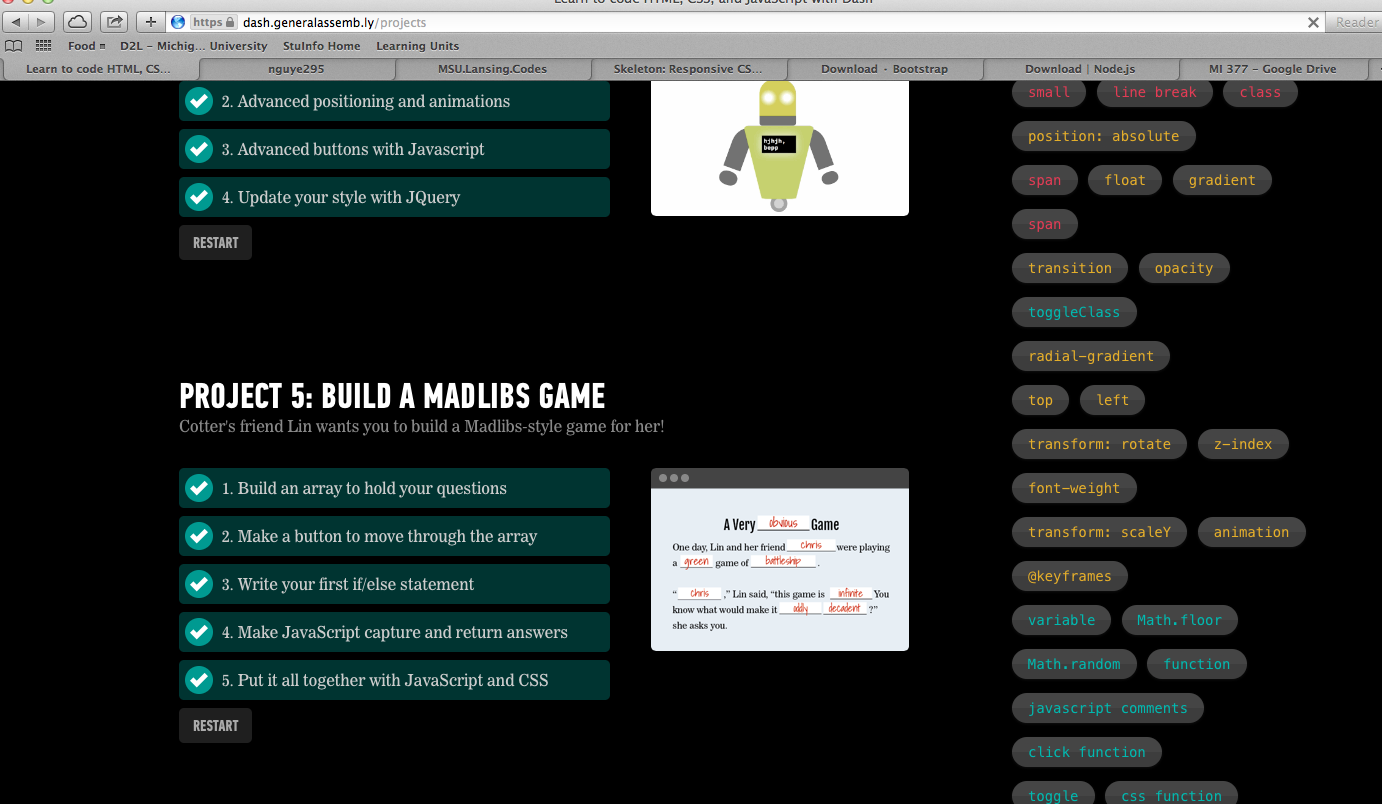 Learn to code HTML, CSS, and JavaScript with Dash
https dash.generalassemb.ly/projects Reader
Food D2L – Michig... University StuInfo Home Learning Units
Learn to code HTML, CS... nguye295 MSU.Lansing.Codes Skeleton: Responsive CS... Download · Bootstrap Download | Node.js MI 377 – Google Drive
2. Advanced positioning and animations
3. Advanced buttons with Javascript
4. Update your style with JQuery
RESTART
hjhjh,
bopp
PROJECT 5: BUILD A MADLIBS GAME
Cotter's friend Lin wants you to build a Madlibs-style game for her!
1. Build an array to hold your questions
2. Make a button to move through the array
3. Write your first if/else statement
4. Make JavaScript capture and return answers
5. Put it all together with JavaScript and CSS
RESTART
A Very obvious Game
One day, Lin and her friend chris were playing
a green game of battleship .
“ chris ,” Lin said, “this game is infinite You
know what would make it oddly decadent ?”
she asks you.
small line break class
position: absolute
span float gradient
span
transition opacity
toggleClass
radial-gradient
top left
transform: rotate z-index
font-weight
transform: scaleY animation
@keyframes
variable Math.floor
Math.random function
javascript comments
click function
toggle css function